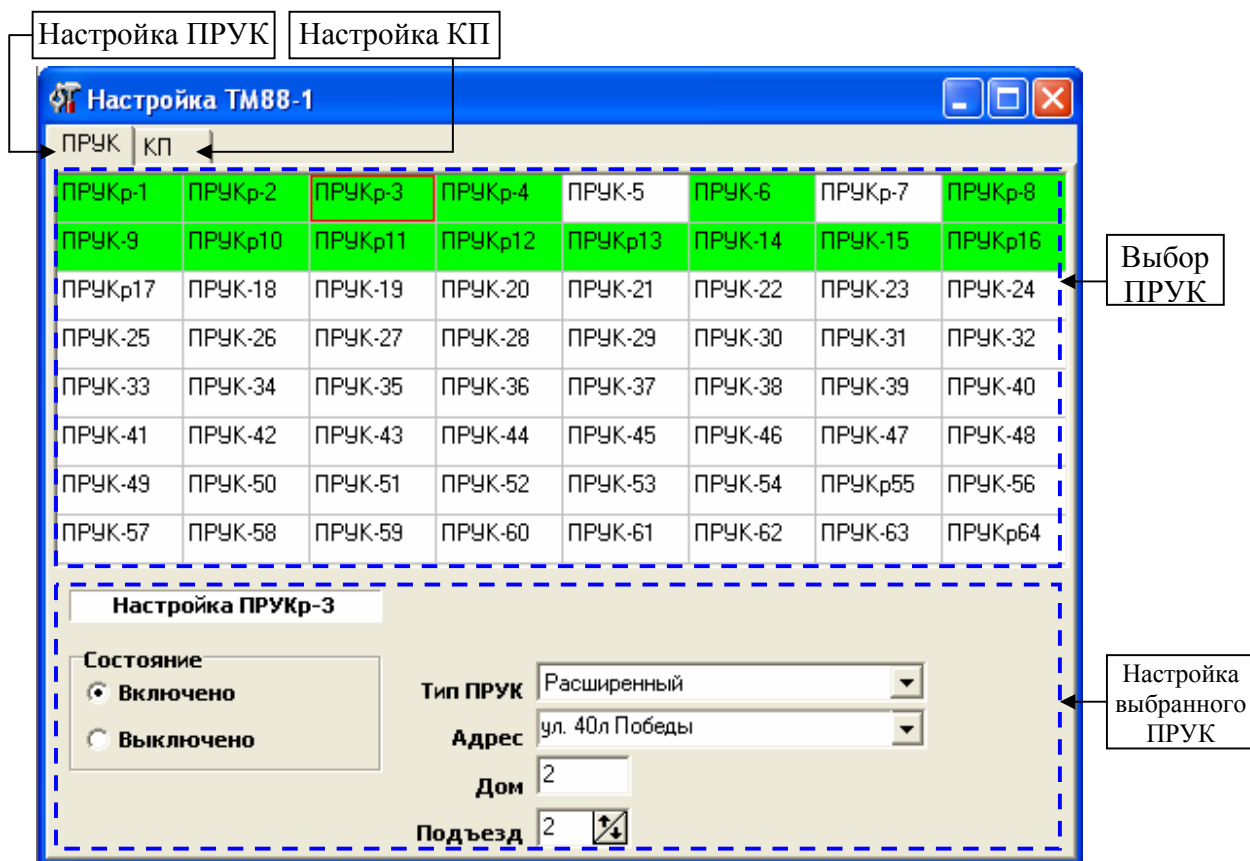 Настройка ПРУК
Настройка КП
Настройка ТМ88-1
ПРУК КП
ПРУКр-1 ПРУКр-2 ПРУКр-3 ПРУКр-4 ПРУК-5 ПРУК-6 ПРУКр-7 ПРУКр-8
ПРУК-9 ПРУКр10 ПРУКр11 ПРУКр12 ПРУКр13 ПРУК-14 ПРУК-15 ПРУКр16
ПРУКр17 ПРУК-18 ПРУК-19 ПРУК-20 ПРУК-21 ПРУК-22 ПРУК-23 ПРУК-24
ПРУК-25 ПРУК-26 ПРУК-27 ПРУК-28 ПРУК-29 ПРУК-30 ПРУК-31 ПРУК-32
ПРУК-33 ПРУК-34 ПРУК-35 ПРУК-36 ПРУК-37 ПРУК-38 ПРУК-39 ПРУК-40
ПРУК-41 ПРУК-42 ПРУК-43 ПРУК-44 ПРУК-45 ПРУК-46 ПРУК-47 ПРУК-48
ПРУК-49 ПРУК-50 ПРУК-51 ПРУК-52 ПРУК-53 ПРУК-54 ПРУКр55 ПРУК-56
ПРУК-57 ПРУК-58 ПРУК-59 ПРУК-60 ПРУК-61 ПРУК-62 ПРУК-63 ПРУКр64
Выбор
ПРУК
Настройка ПРУКр-3
Состояние
Включено
Выключено
Тип ПРУК Расширенный
Адрес ул. 40л Победы
Дом 2
Подъезд 2
Настройка
выбранного
ПРУК